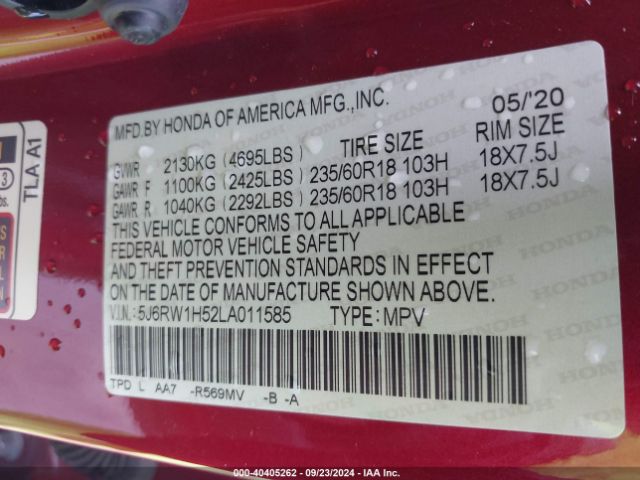 MFD.BY HONDA OF AMERICA MFG.,INC. 05/'20
GVWR 2130KG (4695LBS) TIRE SIZE RIM SIZE
GAWR F 1100KG (2425LBS) 235/60R18 103H 18X7.5J
GAWR R 1040KG (2292LBS) 235/60R18 103H 18X7.5J
THIS VEHICLE CONFORMS TO ALL APPLICABLE
FEDERAL MOTOR VEHICLE SAFETY
AND THEFT PREVENTION STANDARDS IN EFFECT
ON THE DATE OF MANUFACTURE SHOWN ABOVE.
V.I.N.: 5J6RW1H52LA011585 TYPE: MPV
TPD L AA7 -R569MV -B -A
TLA A1
3
bs.
000-40405262 - 09/23/2024 - IAA Inc.